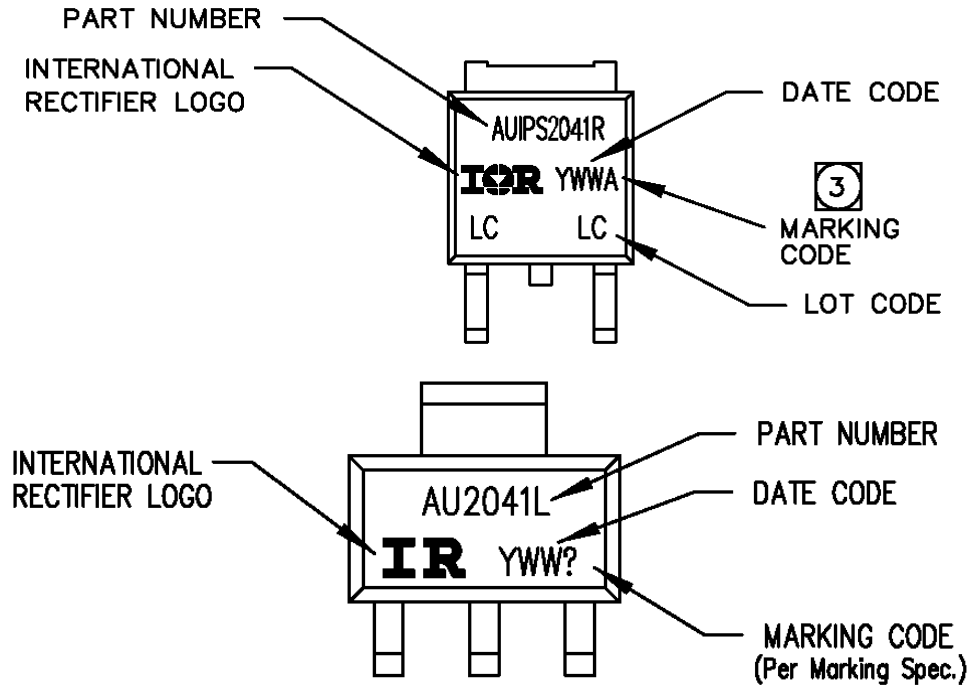 PART NUMBER
INTERNATIONAL
RECTIFIER LOGO
DATE CODE
AUIPS2041R
IOR YWWA
3
LC LC
MARKING
CODE
LOT CODE
PART NUMBER
INTERNATIONAL
RECTIFIER LOGO
DATE CODE
AU2041L
IR YWW?
MARKING CODE
(Per Marking Spec.)